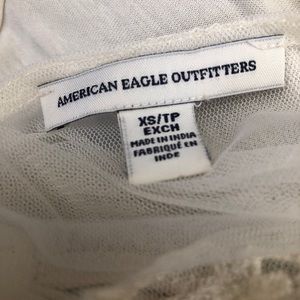 AMERICAN EAGLE OUTFITTERS
XS/TP
EXCH
MADE IN INDIA
FABRIQUÉ EN
INDE